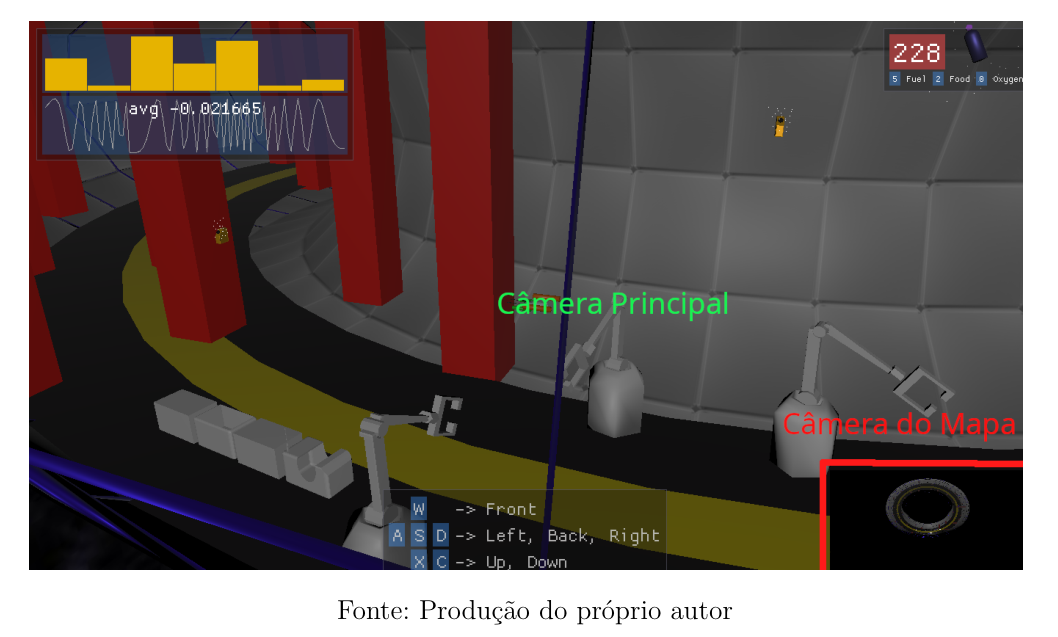 avg -0.021665
228
5 Fuel 2 Food 0 Oxygen
Câmera Principal
Câmera do Mapa
W -> Front
A S D -> Left, Back, Right
X C -> Up, Down
Fonte: Produção do próprio autor